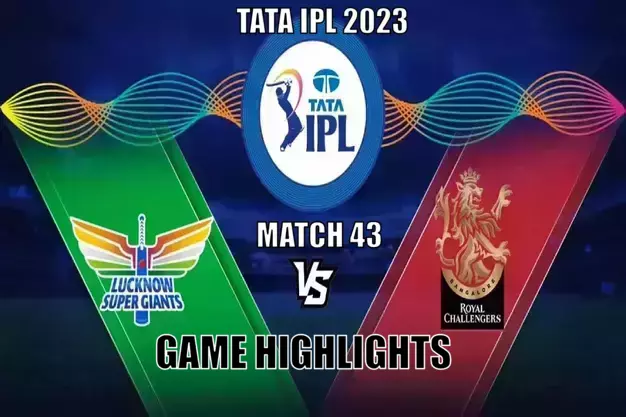 TATA IPL 2023
TATA
IPL
MATCH 43
VS
LUCKNOW
SUPER GIANTS
BANGALORE
ROYAL
CHALLENGERS
GAME HIGHLIGHTS